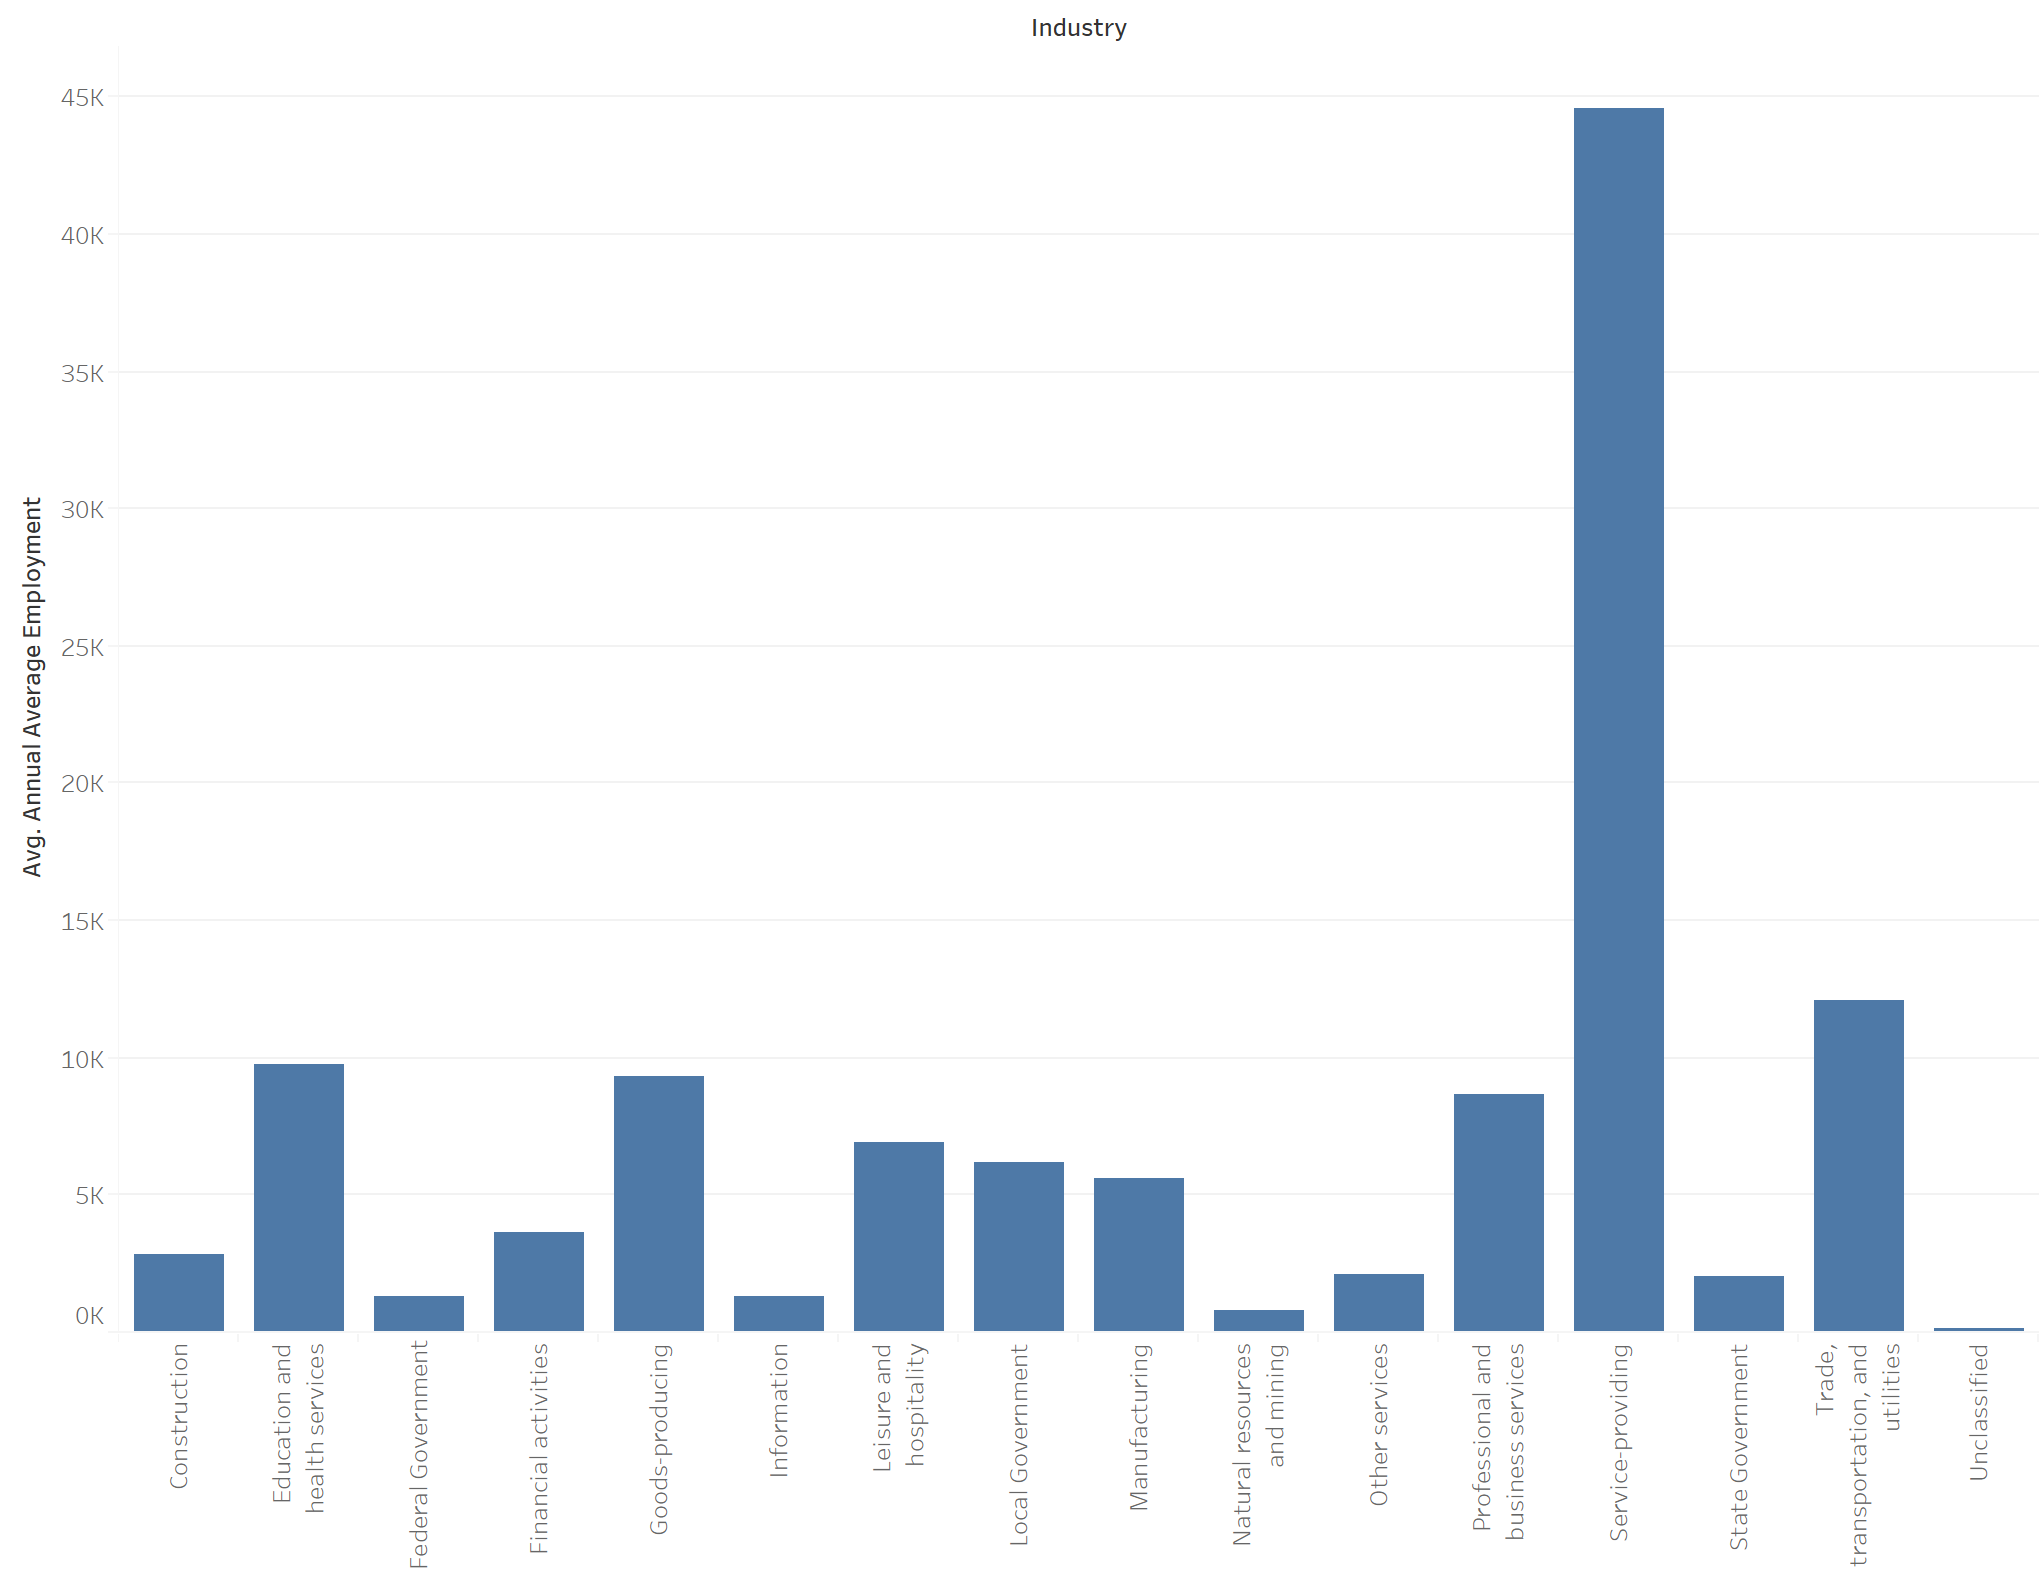 Industry
45K
40K
35K
30K
25K
20K
15K
10K
5K
0K
Avg. Annual Average Employment
Construction
Education and
health services
Federal Government
Financial activities
Goods-producing
Information
Leisure and
hospitality
Local Government
Manufacturing
Natural resources
and mining
Other services
Professional and
business services
Service-providing
State Government
Trade,
transportation, and
utilities
Unclassified